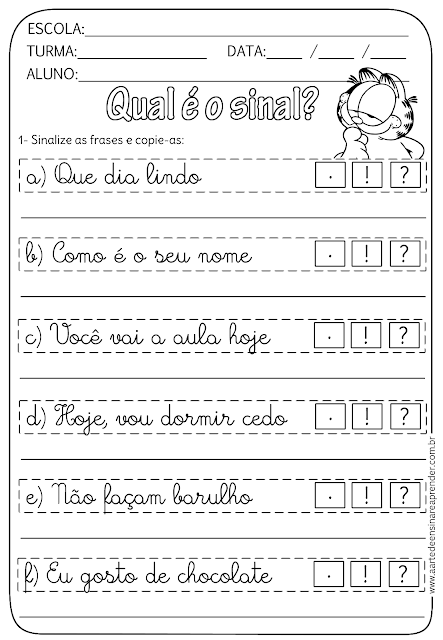 ESCOLA:
TURMA: DATA: / /
ALUNO:
Qual é o sinal?
1- Sinalize as frases e copie-as:
a) Que dia lindo . ! ?
b) Como é o seu nome . ! ?
c) Você vai a aula hoje . ! ?
d) Hoje, vou dormir cedo . ! ?
e) Não façam barulho . ! ?
f) Eu gosto de chocolate . ! ?
www.aartedeensinareaprender.com.br